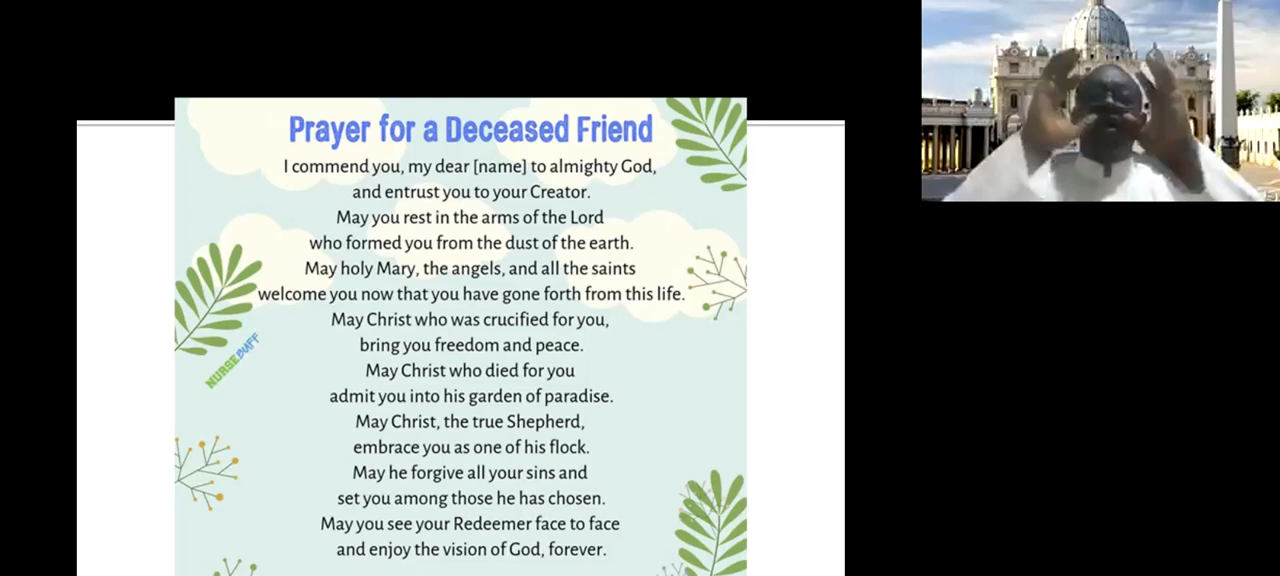 Prayer for a Deceased Friend
I commend you, my dear [name] to almighty God,
and entrust you to your Creator.
May you rest in the arms of the Lord
who formed you from the dust of the earth.
May holy Mary, the angels, and all the saints
welcome you now that you have gone forth from this life.
May Christ who was crucified for you,
bring you freedom and peace.
May Christ who died for you
admit you into his garden of paradise.
May Christ, the true Shepherd,
embrace you as one of his flock.
May he forgive all your sins and
set you among those he has chosen.
May you see your Redeemer face to face
and enjoy the vision of God, forever.
NURSEBUFF